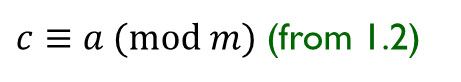 c ≡ a (mod m) (from 1.2)